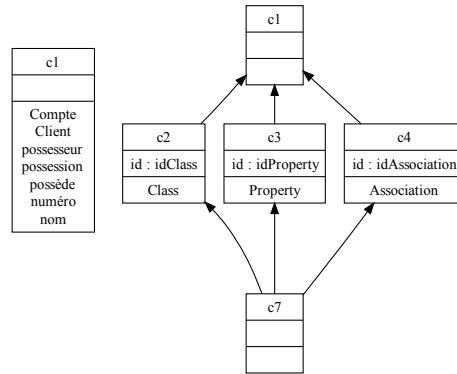 c1
Compte
Client
possesseur
possession
possède
numéro
nom
c1
c2
id : idClass
Class
c3
id : idProperty
Property
c4
id : idAssociation
Association
c7